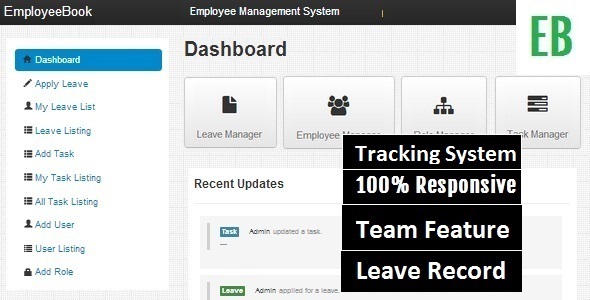 EmployeeBook
Employee Management System
|
EB
Dashboard
Apply Leave
My Leave List
Leave Listing
Add Task
My Task Listing
All Task Listing
Add User
User Listing
Add Role
Dashboard
Leave Manager
Employee Manager
Role Manager
Task Manager
Tracking System
100% Responsive
Team Feature
Leave Record
Recent Updates
Task Admin updated a task.
—
Leave Admin applied for a leave.